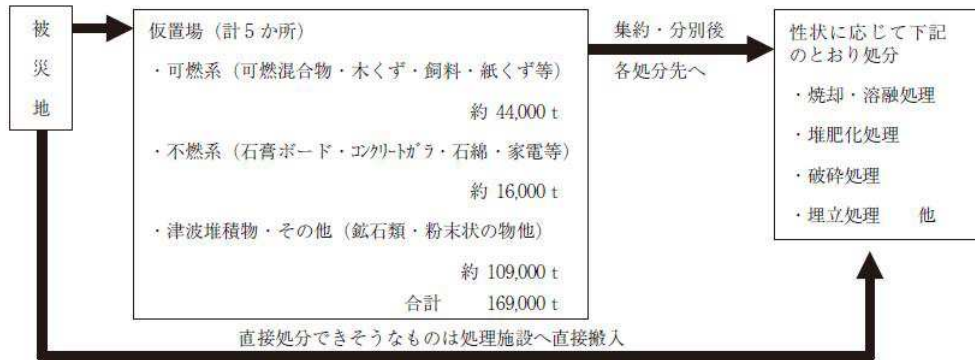 被災地
仮置場（計５か所）
・可燃系（可燃混合物・木くず・飼料・紙くず等）
約 44,000 t
・不燃系（石膏ボード・ｺﾝｸﾘｰﾄｶﾞﾗ・石綿・家電等）
約 16,000 t
・津波堆積物・その他（鉱石類・粉末状の物他）
約 109,000 t
合計　169,000 t
集約・分別後
各処分先へ
性状に応じて下記
のとおり処分
・焼却・溶融処理
・堆肥化処理
・破砕処理
・埋立処理　他
直接処分できそうなものは処理施設へ直接搬入